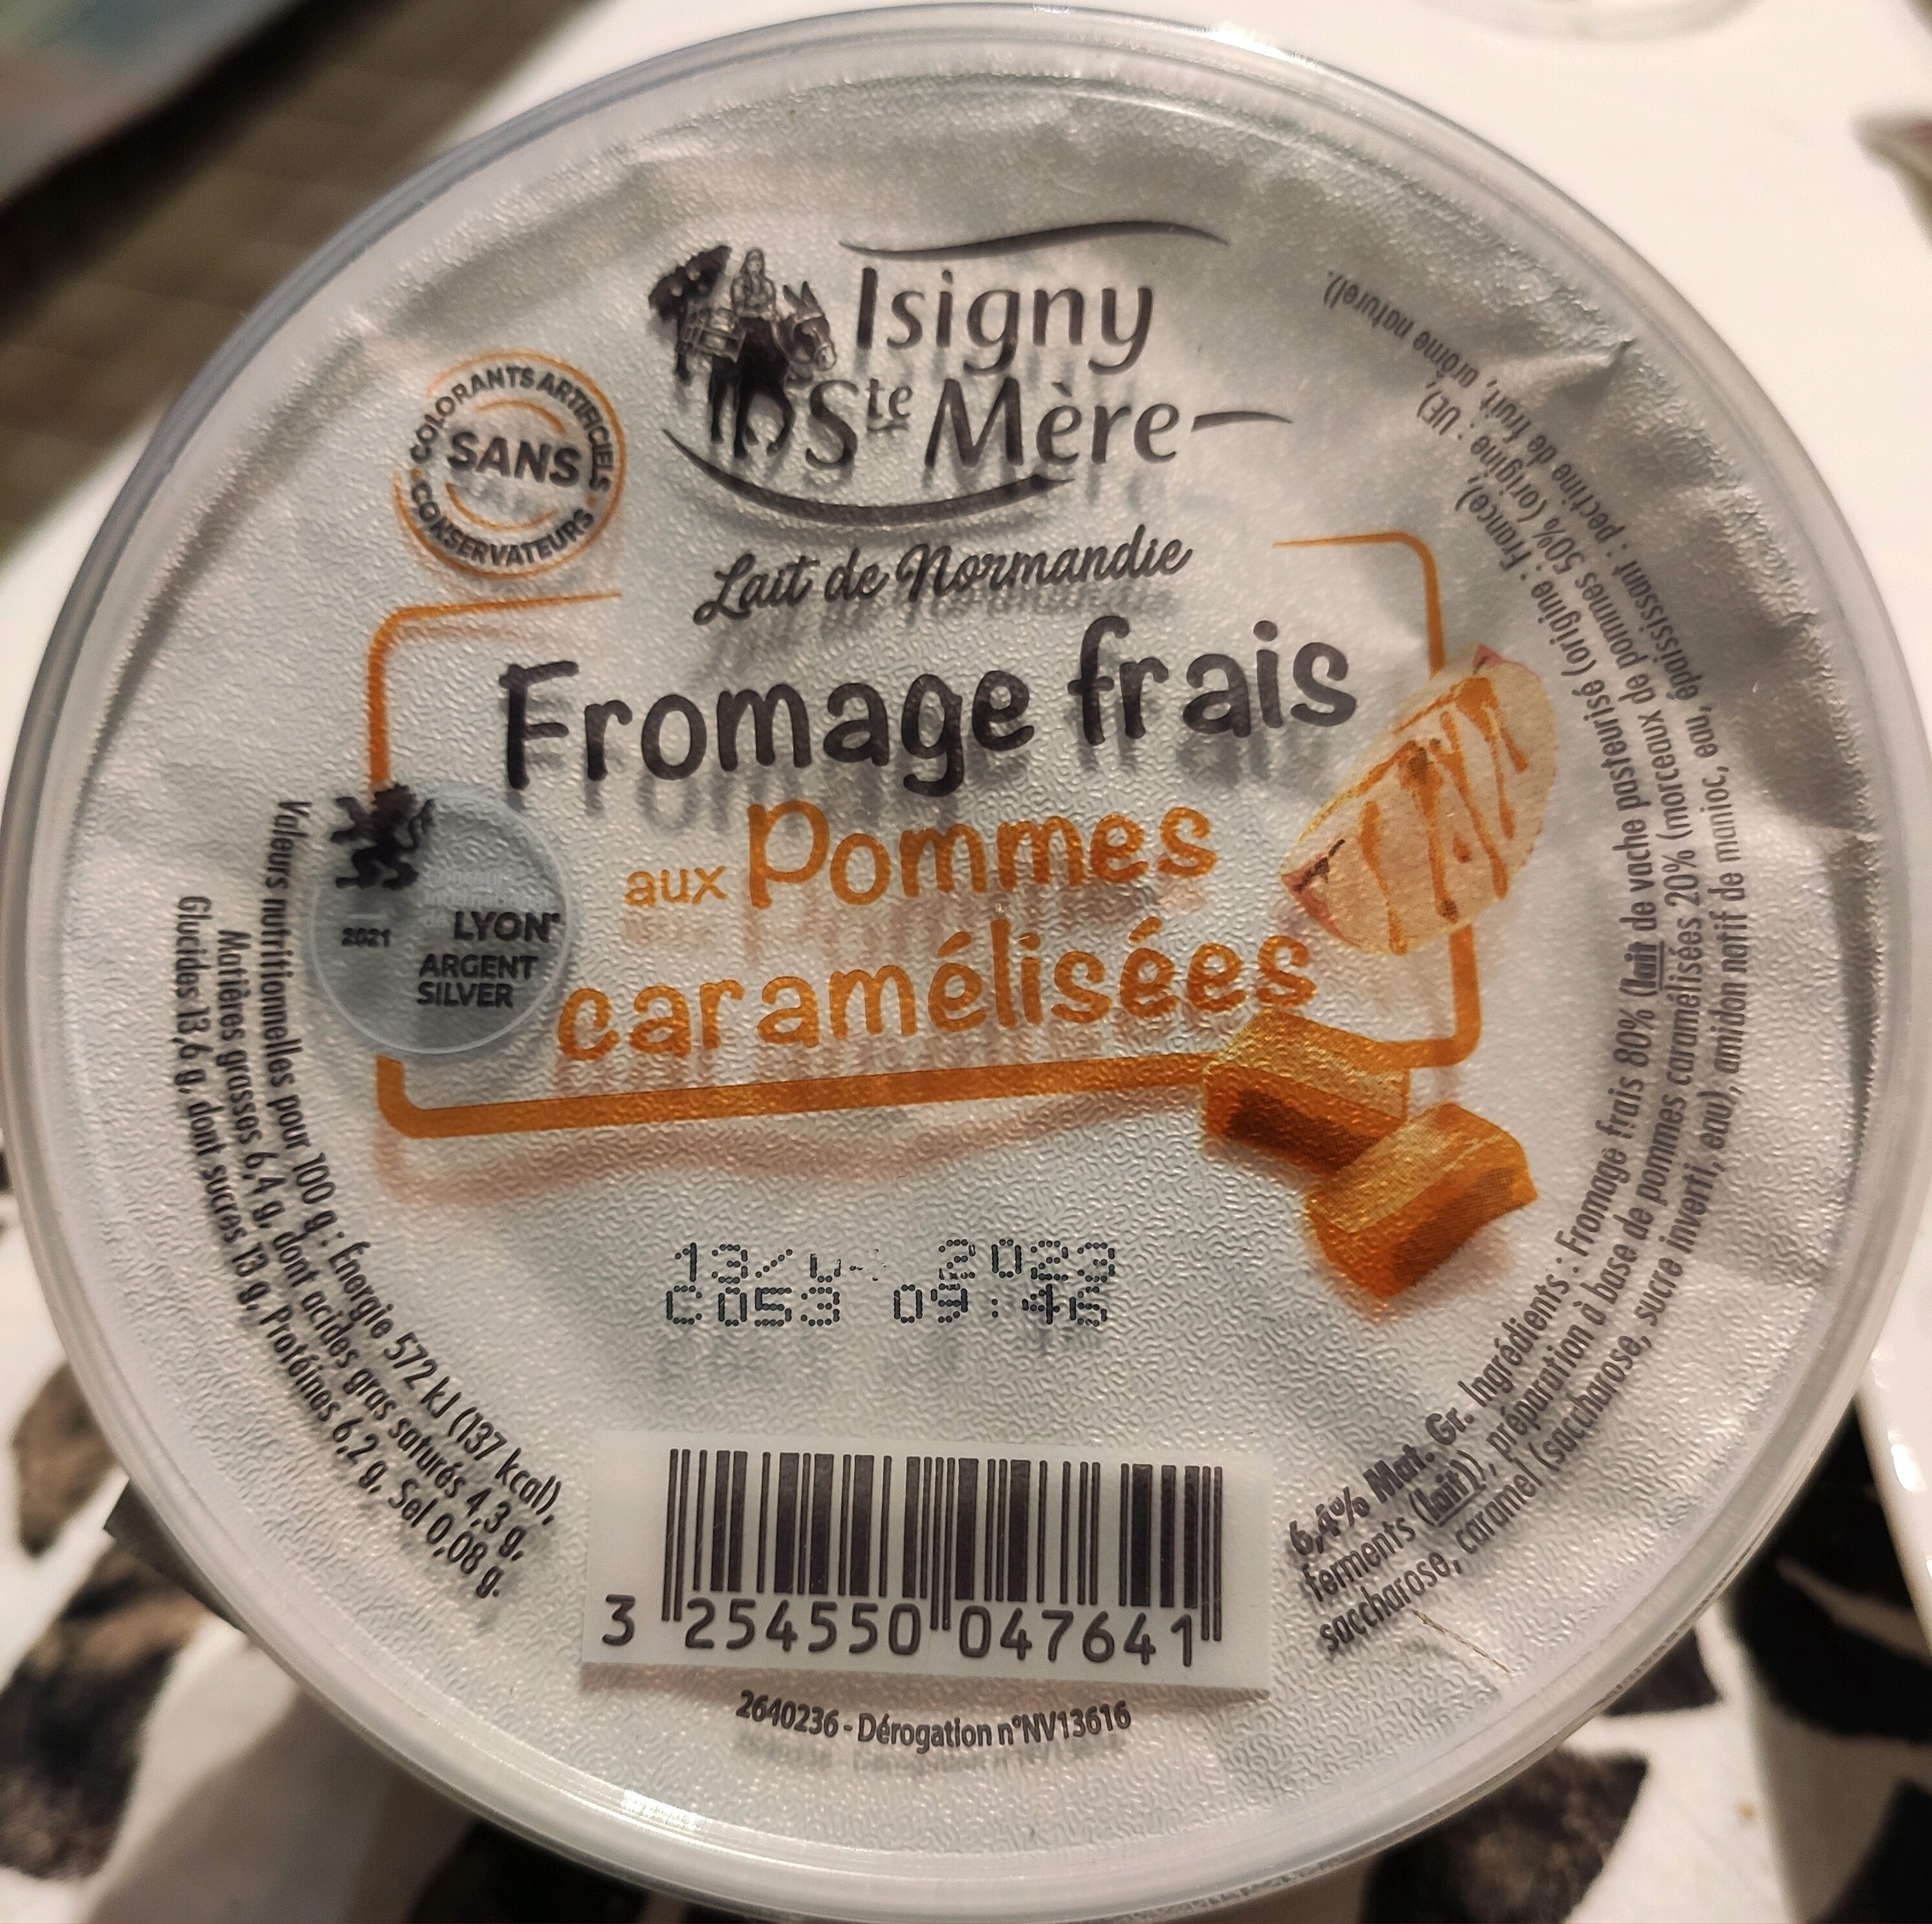 Isigny
Ste Mère
COLORANTS ARTIFICIELS
SANS
CONSERVATEURS
Lait de Normandie
Fromage frais
aux Pommes
caramélisées
2021
LYON
ARGENT
SILVER
Valeurs nutritionnelles pour 100 g : Énergie 572 kJ (137 kcal),
Matières grasses 6,4 g, dont acides gras saturés 4,3 g,
Glucides 13,6 g, dont sucres 13 g, Protéines 6,2 g, Sel 0,08 g.
6,4% Mat. Gr. Ingrédients : Fromage frais 80% (lait de vache pasteurisé (origine : France),
ferments (lait)), préparation à base de pommes caramélisées 20% (morceaux de pommes 50% (origine : UE),
saccharose, caramel (saccharose, sucre inverti, eau), amidon natif de manioc, eau, épaississant : pectine de fruit, arôme naturel).
13/ 2023
C053 09:46
3 254550 047641
2640236 - Dérogation n°NV13616